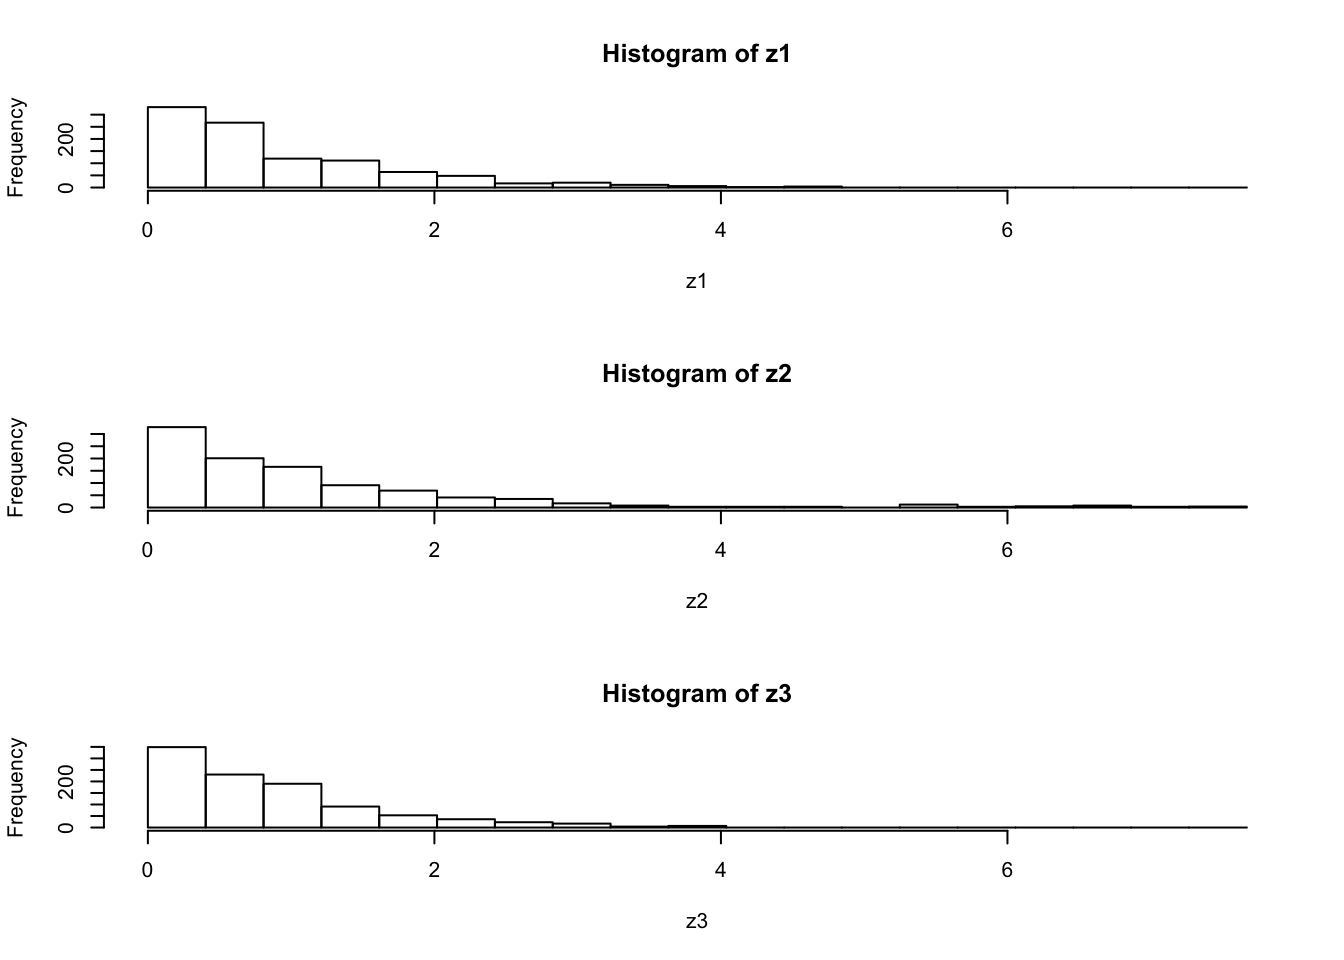 Histogram of z1
Frequency
200
0
0 2 4 6
z1
Histogram of z2
Frequency
200
0
0 2 4 6
z2
Histogram of z3
Frequency
200
0
0 2 4 6
z3